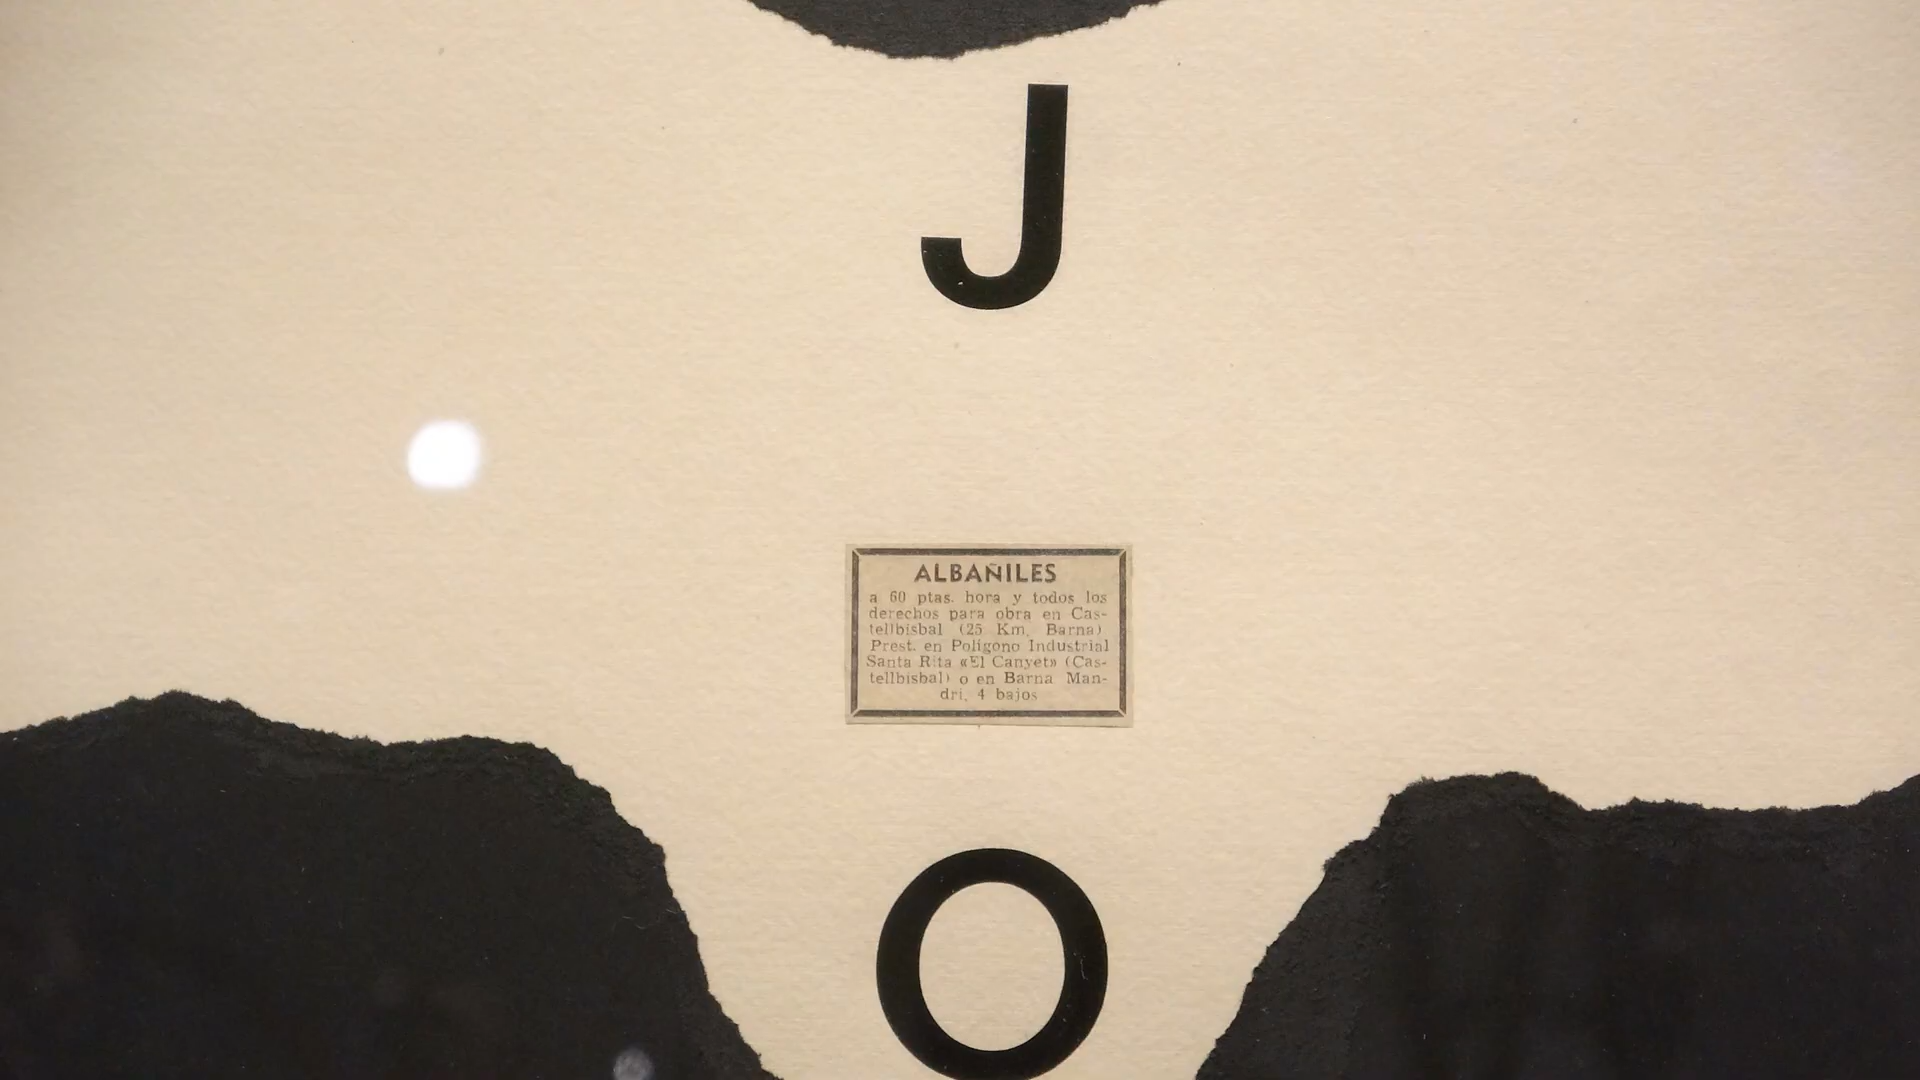 J
ALBAÑILES
a 60 ptas. hora y todos los
derechos para obra en Cas-
tellbisbal (25 Km. Barna)
Prest. en Polígono Industrial
Santa Rita «El Canyet» (Cas-
tellbisbal) o en Barna Man-
dri, 4 bajos
O